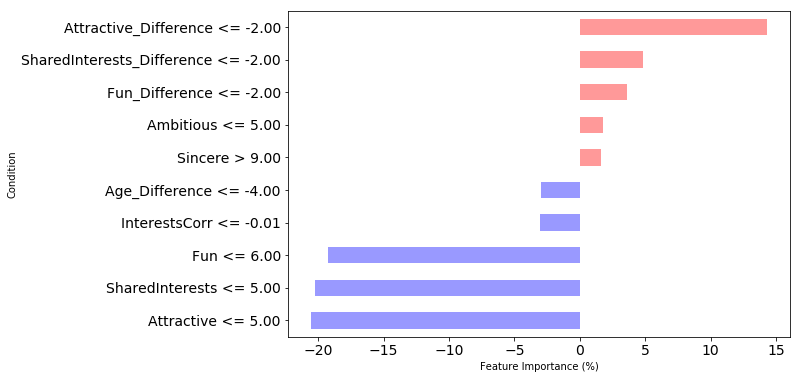 Attractive_Difference <= -2.00
SharedInterests_Difference <= -2.00
Fun_Difference <= -2.00
Ambitious <= 5.00
Sincere > 9.00
Age_Difference <= -4.00
InterestsCorr <= -0.01
Fun <= 6.00
SharedInterests <= 5.00
Attractive <= 5.00
Condition
−20 −15 −10 −5 0 5 10 15
Feature Importance (%)